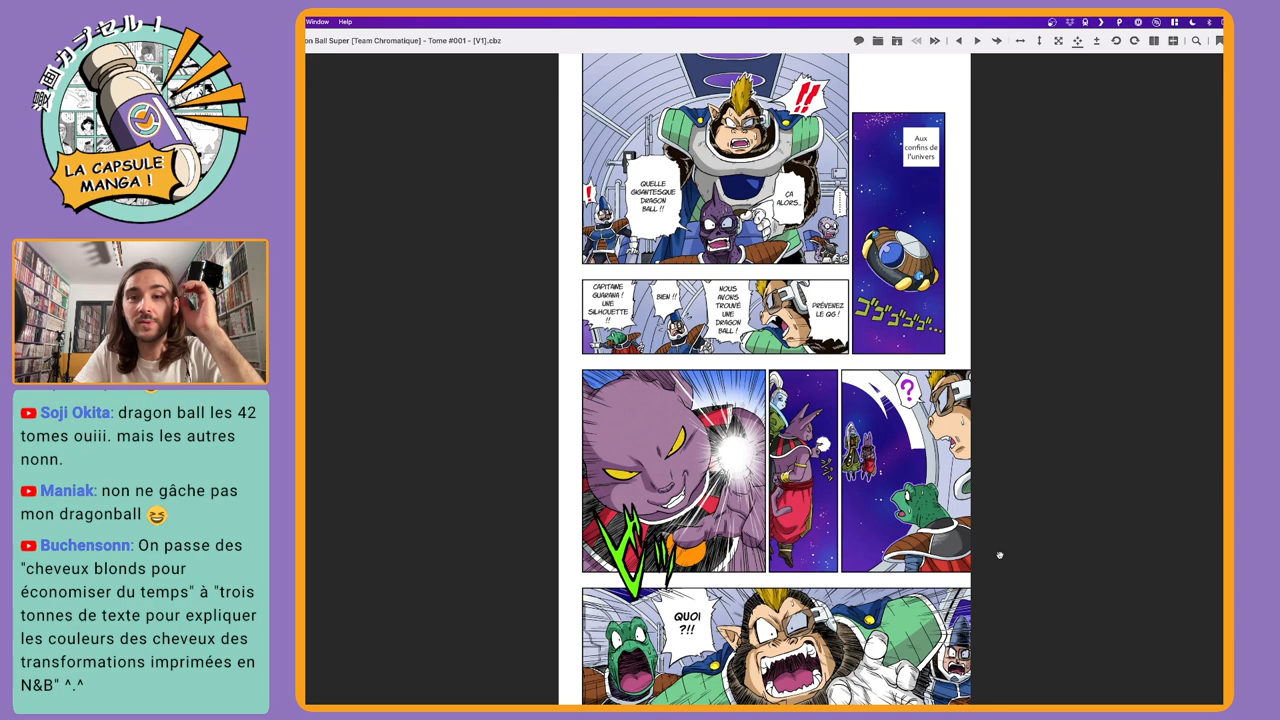 漫画カプセル!
LA CAPSULE
MANGA !
Soji Okita: dragon ball les 42
tomes ouiii. mais les autres
nonn.
Maniak: non ne gâche pas
mon dragonball
Buchensonn: On passe des
"cheveux blonds pour
économiser du temps" à "trois
tonnes de texte pour expliquer
les couleurs des cheveux des
transformations imprimées en
N&B" ^.^
Window Help
on Ball Super [Team Chromatique] - Tome #001 - [V1].cbz
Aux
confins de
l'univers
ゴゴゴゴゴ...
!!
ÇA
ALORS...
QUELLE
GIGANTESQUE
DRAGON
BALL !!
!
PRÉVENEZ
LE QG !
NOUS
AVONS
TROUVÉ
UNE
DRAGON
BALL !
BIEN !!
CAPITAINE
GUARANA !
UNE
SILHOUETTE
!!
?
QUOI
?!!